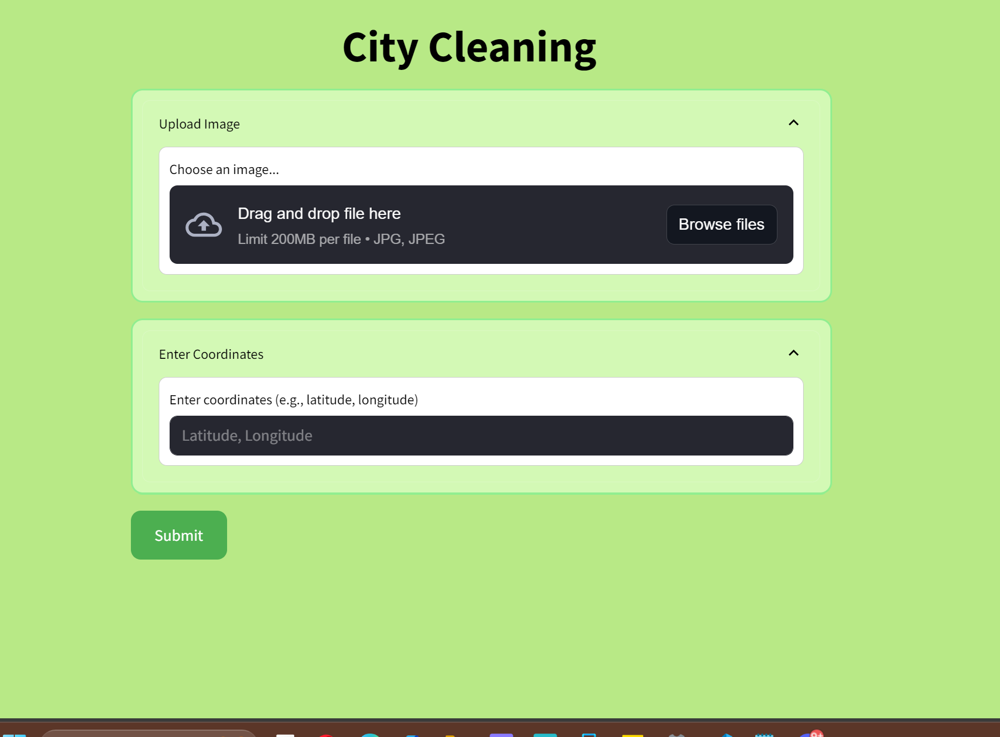 City Cleaning
Upload Image
Choose an image...
Drag and drop file here
Limit 200MB per file • JPG, JPEG
Browse files
Enter Coordinates
Enter coordinates (e.g., latitude, longitude)
Latitude, Longitude
Submit
9+